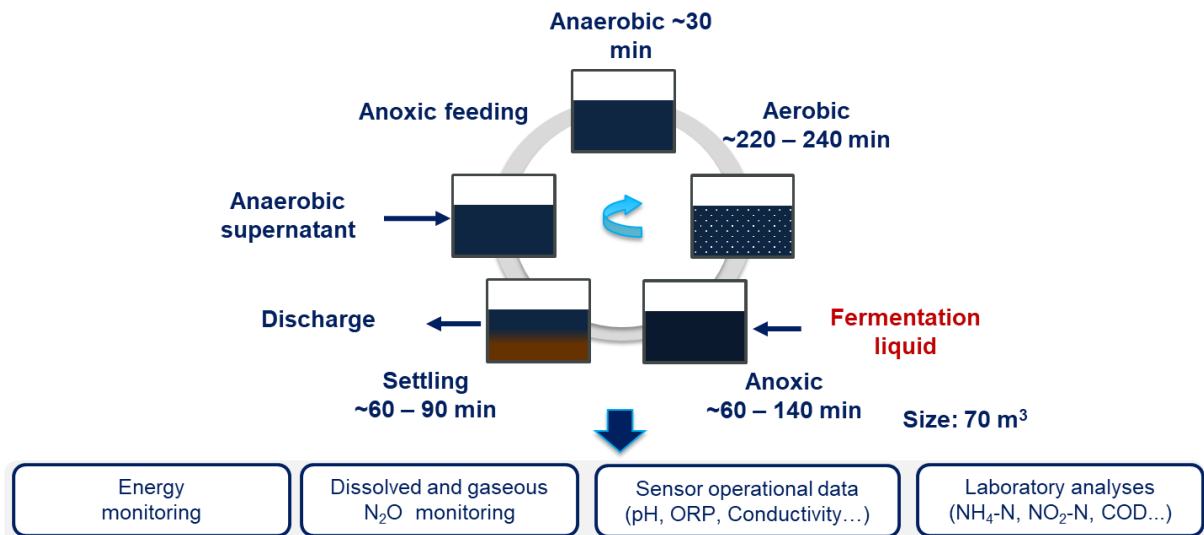 Anaerobic ~30
min
Anoxic feeding
Aerobic
~220 – 240 min
Anaerobic
supernatant
Discharge
Fermentation
liquid
Settling
~60 – 90 min
Anoxic
~60 – 140 min
Size: 70 m³
Energy
monitoring
Dissolved and gaseous
N₂O monitoring
Sensor operational data
(pH, ORP, Conductivity…)
Laboratory analyses
(NH₄-N, NO₂-N, COD...)